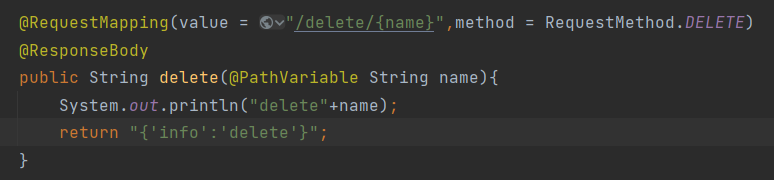 @RequestMapping(value = "/delete/{name}",method = RequestMethod.DELETE)
@ResponseBody
public String delete(@PathVariable String name){
    System.out.println("delete"+name);
    return "{'info':'delete'}";
}